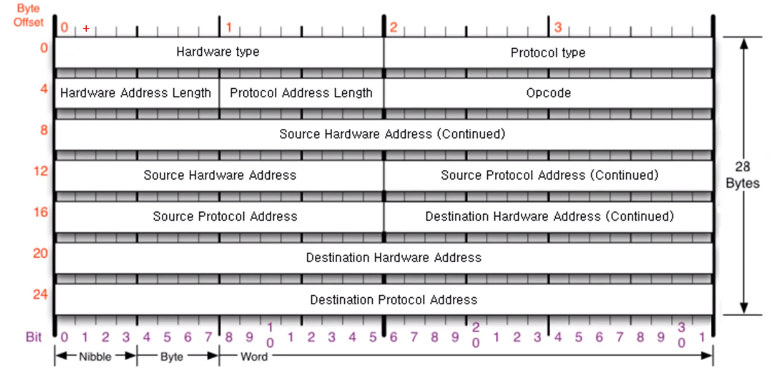 Byte
Offset
0 + 1 2 3
0 Hardware type Protocol type
4 Hardware Address Length Protocol Address Length Opcode
8 Source Hardware Address (Continued)
12 Source Hardware Address Source Protocol Address (Continued)
28
Bytes
16 Source Protocol Address Destination Hardware Address (Continued)
20 Destination Hardware Address
24 Destination Protocol Address
Bit 0 1 2 3 4 5 6 7 8 9 10 1 2 3 4 5 6 7 8 9 20 1 2 3 4 5 6 7 8 9 30 1
Nibble Byte Word